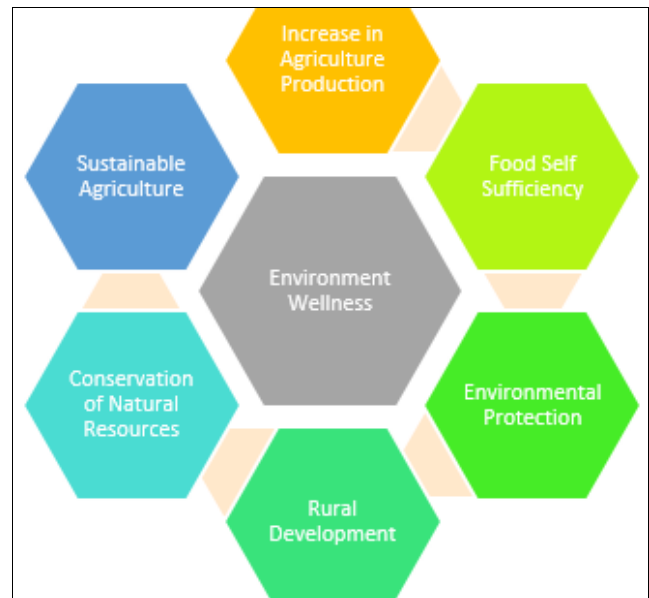 Increase in
Agriculture
Production
Sustainable
Agriculture
Food Self
Sufficiency
Environment
Wellness
Conservation
of Natural
Resources
Environmental
Protection
Rural
Development